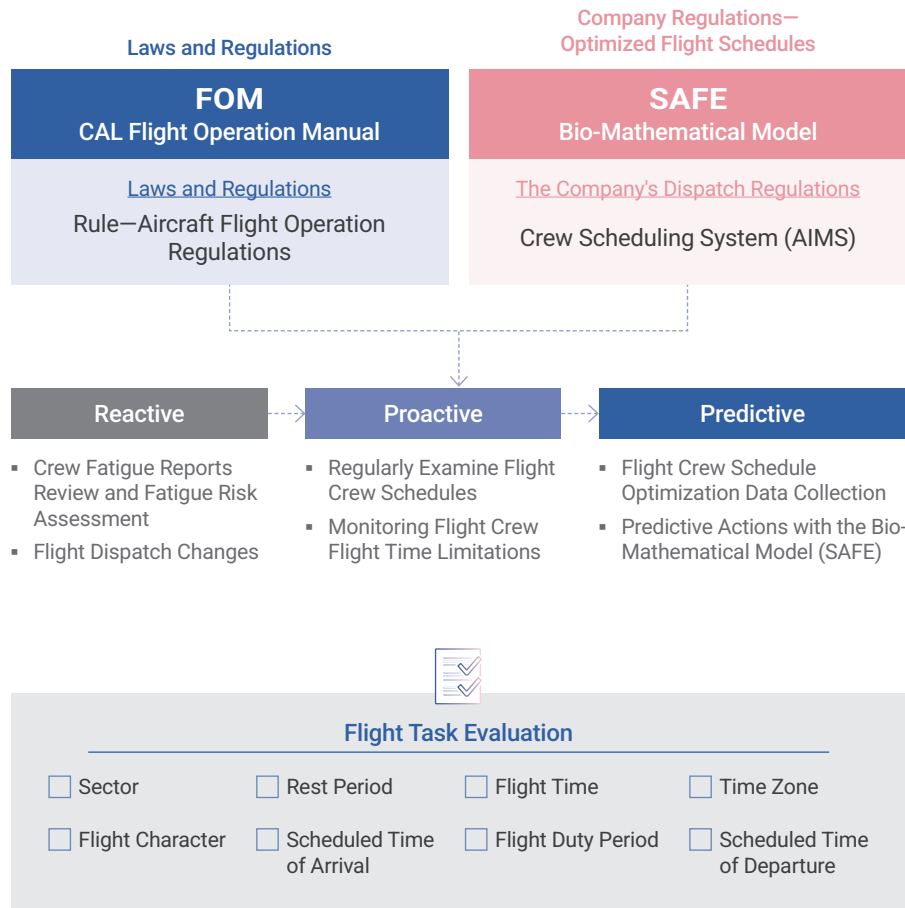 Laws and Regulations
Company Regulations—
Optimized Flight Schedules
FOM
CAL Flight Operation Manual
SAFE
Bio-Mathematical Model
Laws and Regulations
Rule—Aircraft Flight Operation
Regulations
The Company's Dispatch Regulations
Crew Scheduling System (AIMS)
Reactive
Proactive
Predictive
▪ Crew Fatigue Reports
Review and Fatigue Risk
Assessment
▪ Flight Dispatch Changes
▪ Regularly Examine Flight
Crew Schedules
▪ Monitoring Flight Crew
Flight Time Limitations
▪ Flight Crew Schedule
Optimization Data Collection
▪ Predictive Actions with the Bio-
Mathematical Model (SAFE)
Flight Task Evaluation
Sector
Rest Period
Flight Time
Time Zone
Flight Character
Scheduled Time
of Arrival
Flight Duty Period
Scheduled Time
of Departure